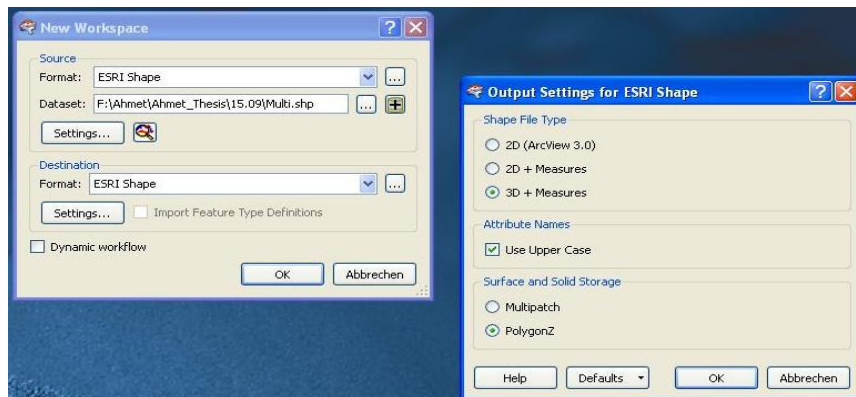 New Workspace
Source
Format: ESRI Shape
Dataset: F:\Ahmet\Ahmet_Thesis\15.09\Multi.shp
Settings...
Destination
Format: ESRI Shape
Settings... Import Feature Type Definitions
Dynamic workflow
OK Abbrechen
Output Settings for ESRI Shape
Shape File Type
2D (ArcView 3.0)
2D + Measures
3D + Measures
Attribute Names
Use Upper Case
Surface and Solid Storage
Multipatch
PolygonZ
Help Defaults OK Abbrechen